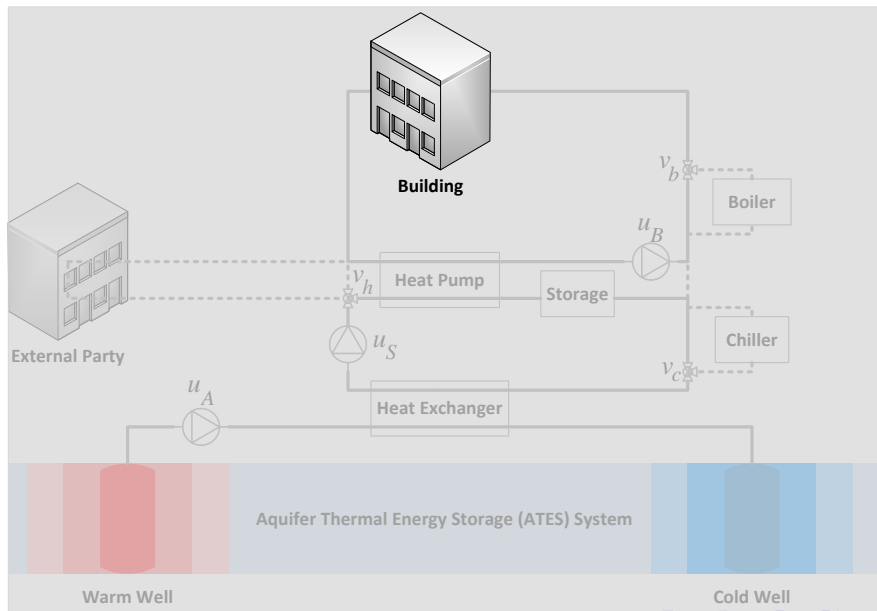 Building
v_b
Boiler
u_B
v_h
Heat Pump
Storage
External Party
u_S
Chiller
v_c
u_A
Heat Exchanger
Aquifer Thermal Energy Storage (ATES) System
Warm Well
Cold Well